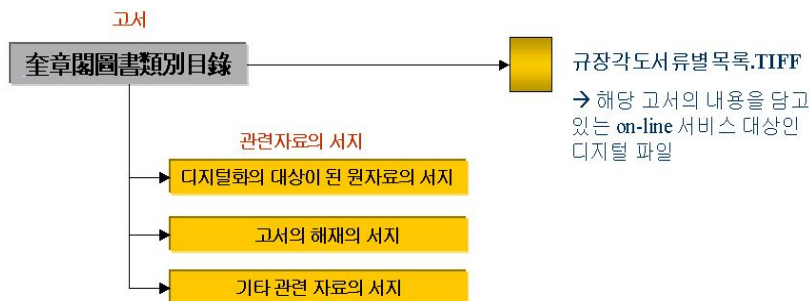 고서
奎章閣圖書類別目錄
규장각도서류별목록.TIFF
→ 해당 고서의 내용을 담고
있는 on-line 서비스 대상인
디지털 파일
관련자료의 서지
디지털화의 대상이 된 원자료의 서지
고서의 해재의 서지
기타 관련 자료의 서지